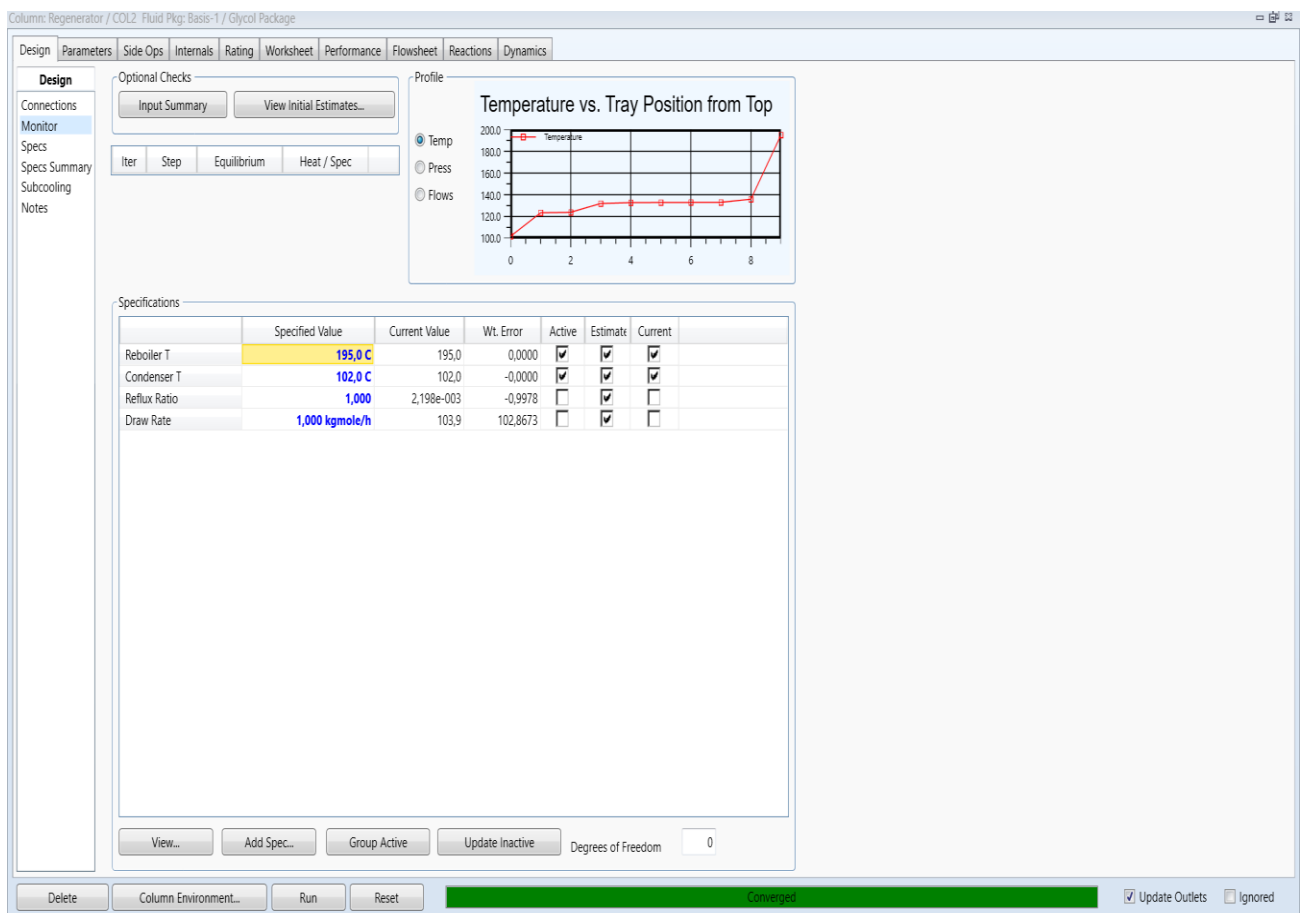 Column: Regenerator / COL2 Fluid Pkg: Basis-1 / Glycol Package
Design Parameters Side Ops Internals Rating Worksheet Performance Flowsheet Reactions Dynamics
Design
Connections
Monitor
Specs
Specs Summary
Subcooling
Notes
Optional Checks
Input Summary View Initial Estimates...
Iter Step Equilibrium Heat / Spec
Profile
Temp
Press
Flows
Temperature vs. Tray Position from Top
Temperature
200.0
180.0
160.0
140.0
120.0
100.0
0 2 4 6 8
Specifications
Specified Value Current Value Wt. Error Active Estimate Current
Reboiler T 195,0 C 195,0 0,0000
Condenser T 102,0 C 102,0 -0,0000
Reflux Ratio 1,000 2,198e-003 -0,9978
Draw Rate 1,000 kgmole/h 103,9 102,8673
View... Add Spec... Group Active Update Inactive Degrees of Freedom 0
Delete Column Environment... Run Reset Converged Update Outlets Ignored